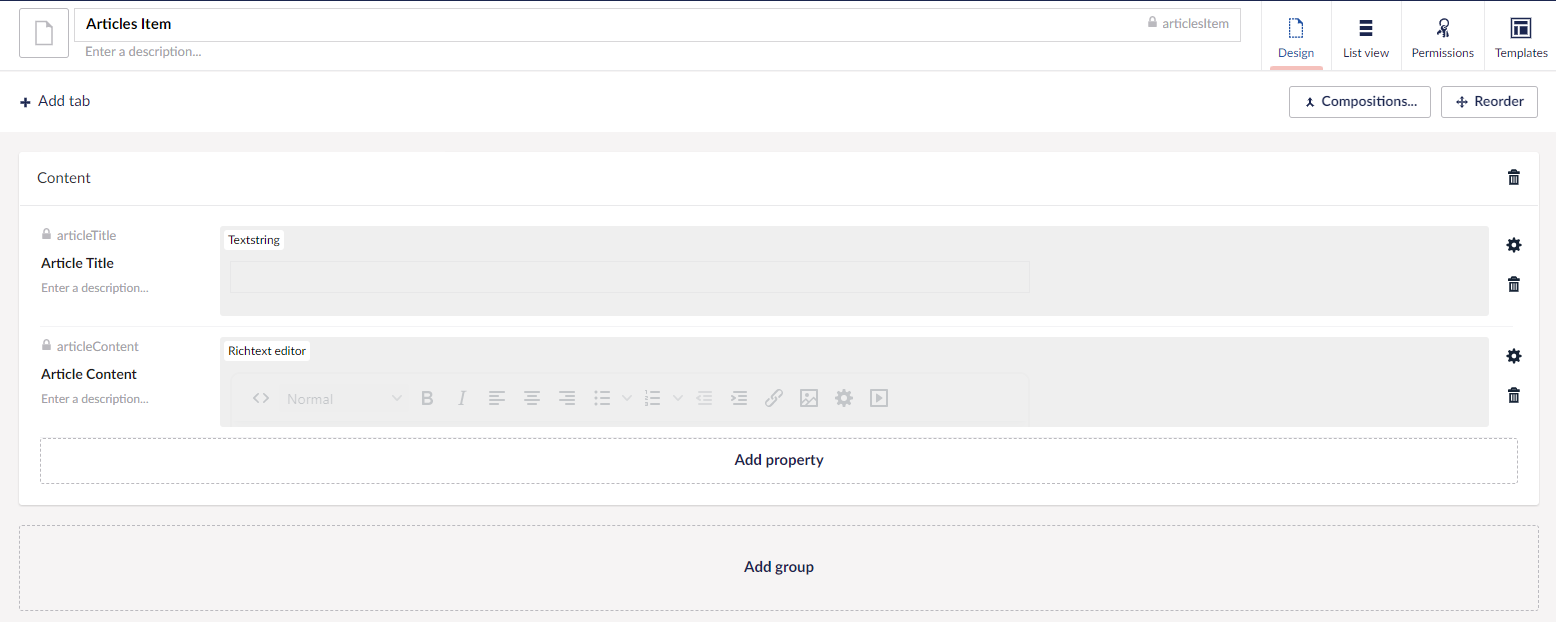 Articles Item
articlesItem
Enter a description...
Design
List view
Permissions
Templates
Add tab
Compositions...
Reorder
Content
articleTitle
Article Title
Enter a description...
Textstring
articleContent
Article Content
Enter a description...
Richtext editor
Normal
Add property
Add group